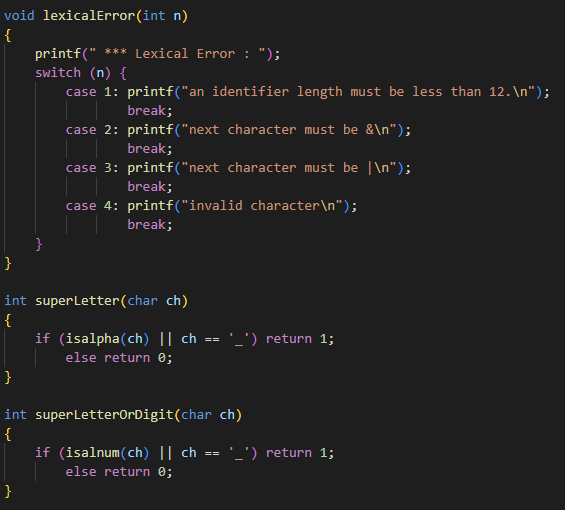 void lexicalError(int n)
{
    printf(" *** Lexical Error : ");
    switch (n) {
        case 1: printf("an identifier length must be less than 12.\n");
                break;
        case 2: printf("next character must be &\n");
                break;
        case 3: printf("next character must be |\n");
                break;
        case 4: printf("invalid character\n");
                break;
    }
}

int superLetter(char ch)
{
    if (isalpha(ch) || ch == '_') return 1;
        else return 0;
}

int superLetterOrDigit(char ch)
{
    if (isalnum(ch) || ch == '_') return 1;
        else return 0;
}